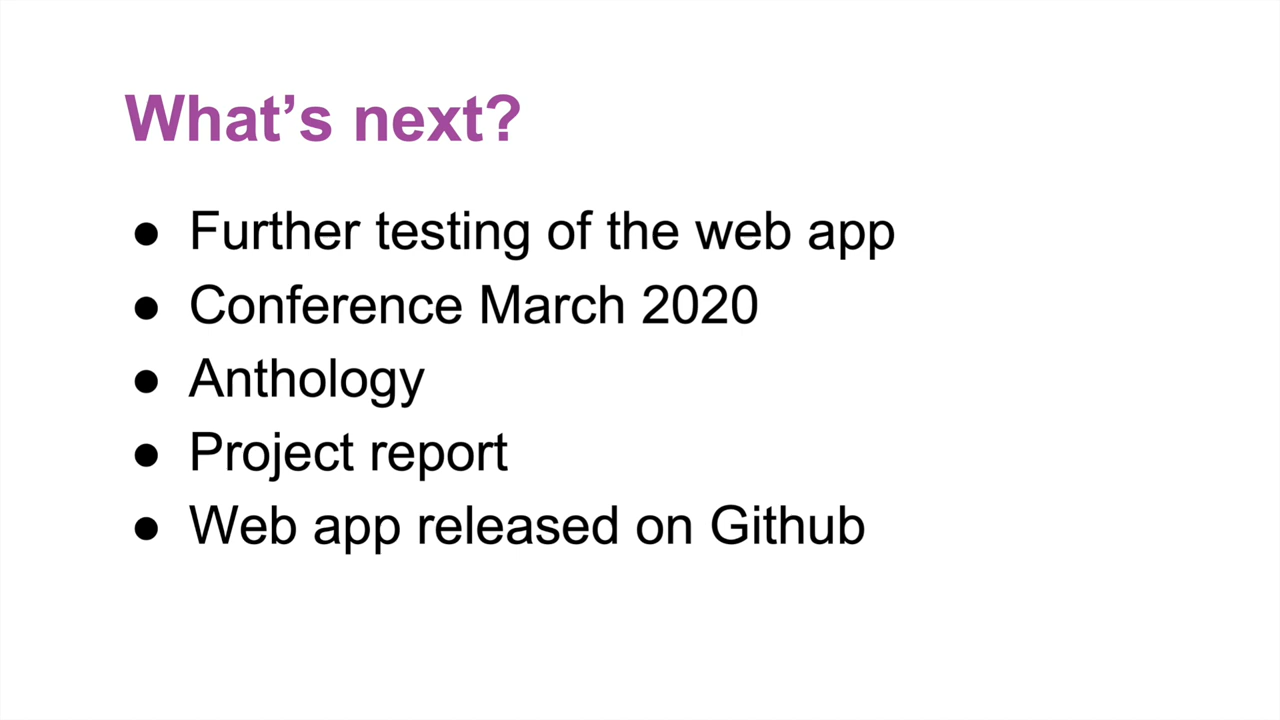 What’s next?
● Further testing of the web app
● Conference March 2020
● Anthology
● Project report
● Web app released on Github